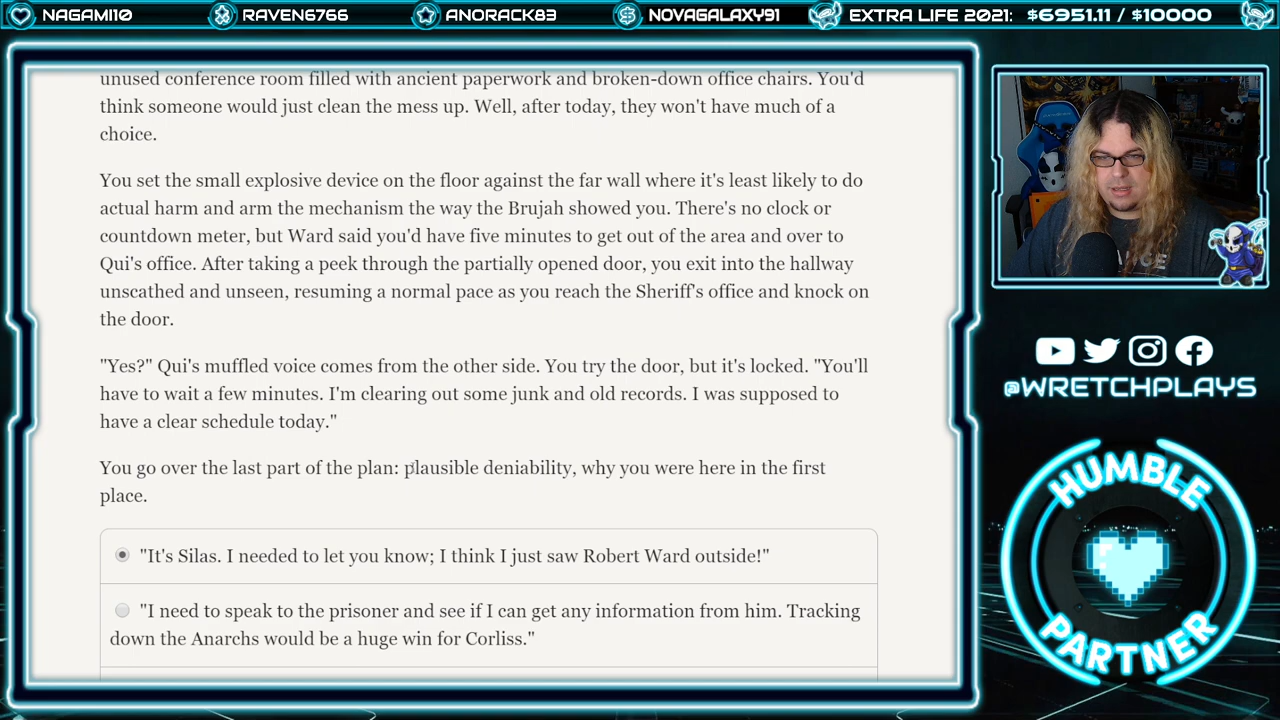 NAGAMI10 RAVEN6766 ANORACK83 NOVAGALAXY91 EXTRA LIFE 2021: $6951.11 / $10000
unused conference room filled with ancient paperwork and broken-down office chairs. You'd
think someone would just clean the mess up. Well, after today, they won't have much of a
choice.
You set the small explosive device on the floor against the far wall where it's least likely to do
actual harm and arm the mechanism the way the Brujah showed you. There's no clock or
countdown meter, but Ward said you'd have five minutes to get out of the area and over to
Qui's office. After taking a peek through the partially opened door, you exit into the hallway
unscathed and unseen, resuming a normal pace as you reach the Sheriff's office and knock on
the door.
"Yes?" Qui's muffled voice comes from the other side. You try the door, but it's locked. "You'll
have to wait a few minutes. I'm clearing out some junk and old records. I was supposed to
have a clear schedule today."
You go over the last part of the plan: plausible deniability, why you were here in the first
place.
"It's Silas. I needed to let you know; I think I just saw Robert Ward outside!"
"I need to speak to the prisoner and see if I can get any information from him. Tracking
down the Anarchs would be a huge win for Corliss."
@WRETCHPLAYS
HUMBLE
PARTNER